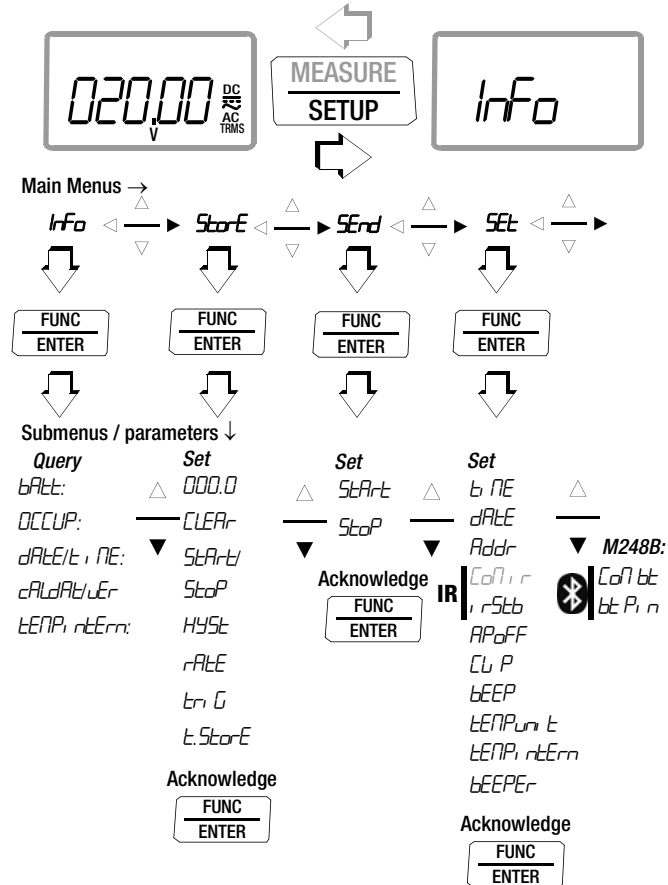 020.00 V DC AC TRMS
MEASURE
SETUP
InFo
Main Menus →
InFo StorE SEnd SEt
FUNC ENTER FUNC ENTER FUNC ENTER FUNC ENTER
Submenus / parameters ↓
Query
bAtt:
OCCUP:
dAtE/tiME:
cALdAt/vEr
tEMPintErn:
Set
000.0
CLEAr
StArt/
StoP
HYSt
rAtE
triG
t.StorE
Acknowledge
FUNC
ENTER
Set
StArt
StoP
Acknowledge
FUNC
ENTER
Set
tiME
dAtE
Addr
IR
CoM ir
irStb
APoFF
CLiP
bEEP
tEMPunit
tEMPintErn
bEEPEr
Acknowledge
FUNC
ENTER
M248B:
CoM bt
bt Pin